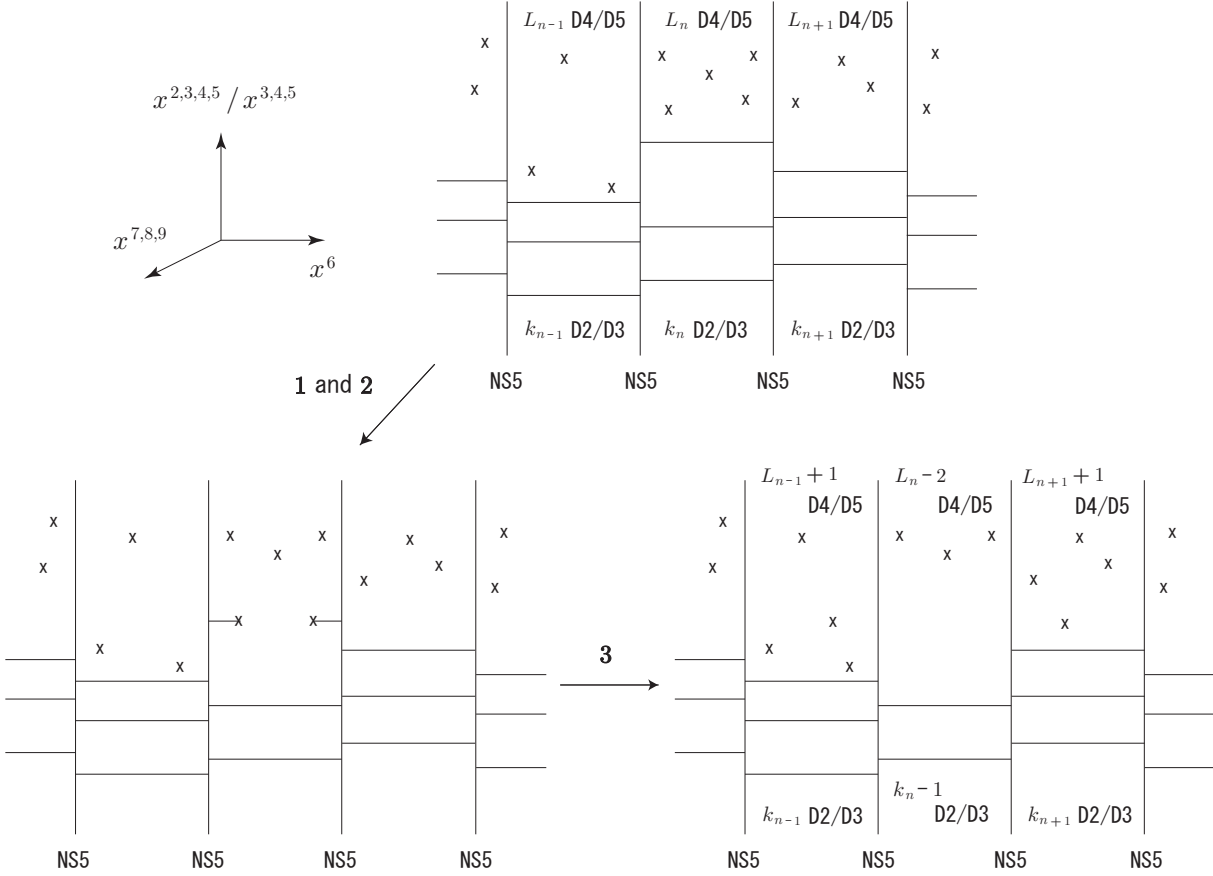 L_{n-1} D4/D5 L_n D4/D5 L_{n+1} D4/D5
x x x x x x x x x x x x x x x
x^{2,3,4,5} / x^{3,4,5}
x^{7,8,9}
x^6
k_{n-1} D2/D3 k_n D2/D3 k_{n+1} D2/D3
NS5 NS5 NS5 NS5
1 and 2
x x x x x x x x x x x x x x x
NS5 NS5 NS5 NS5
3
L_{n-1}+1 L_n-2 L_{n+1}+1
D4/D5 D4/D5 D4/D5
x x x x x x x x x x x x x x x
k_n-1
k_{n-1} D2/D3 D2/D3 k_{n+1} D2/D3
NS5 NS5 NS5 NS5